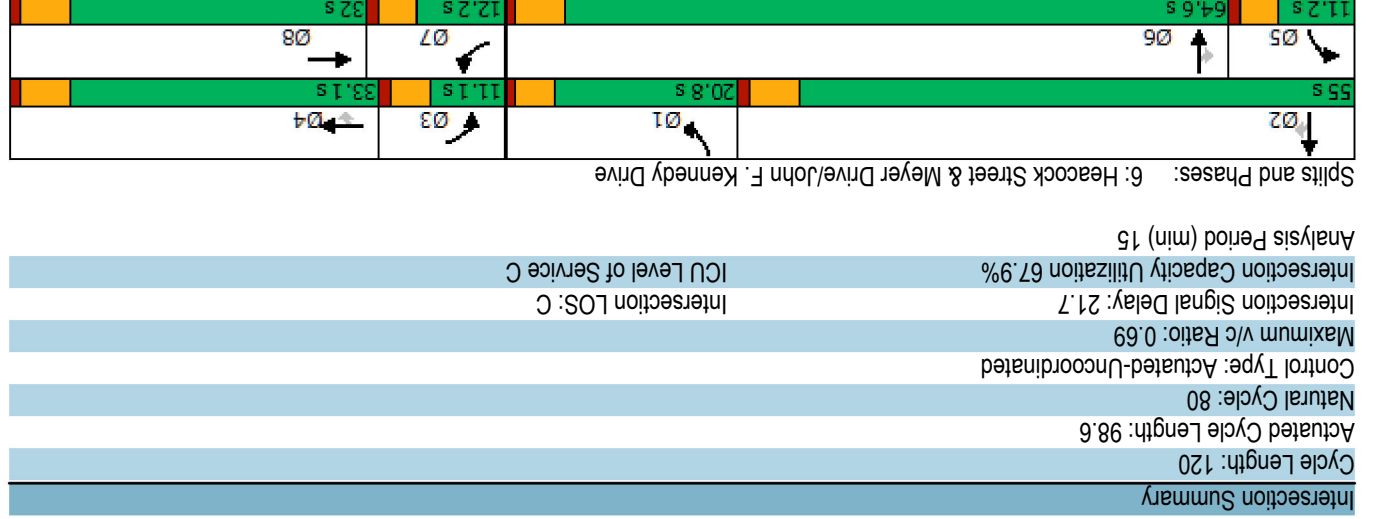 Intersection Summary
Cycle Length: 120
Actuated Cycle Length: 98.6
Natural Cycle: 80
Control Type: Actuated-Uncoordinated
Maximum v/c Ratio: 0.69
Intersection Signal Delay: 21.7 Intersection LOS: C
Intersection Capacity Utilization 67.9% ICU Level of Service C
Analysis Period (min) 15
Splits and Phases: 6: Heacock Street & Meyer Drive/John F. Kennedy Drive
Ø2 Ø1 Ø3 Ø4
55 s 20.8 s 11.1 s 33.1 s
Ø5 Ø6 Ø7 Ø8
11.2 s 64.6 s 12.2 s 32 s